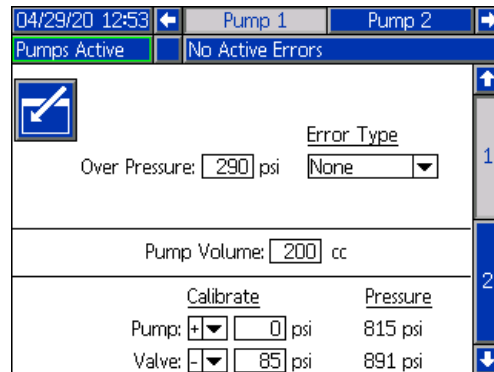 04/29/20 12:53 Pump 1 Pump 2
Pumps Active No Active Errors
Error Type
Over Pressure: 290 psi None
1
Pump Volume: 200 cc
2
Calibrate Pressure
Pump: + 0 psi 815 psi
Valve: - 85 psi 891 psi